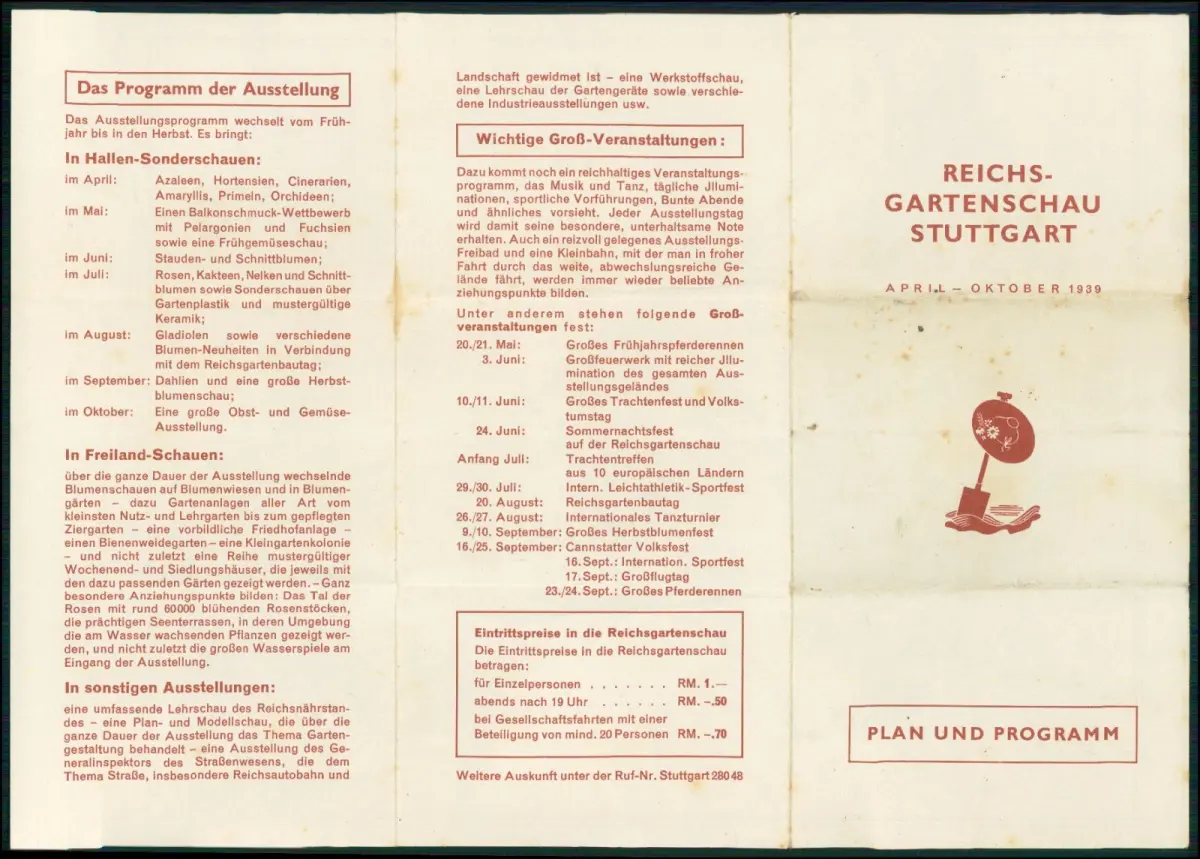 Das Programm der Ausstellung
Das Ausstellungsprogramm wechselt vom Früh-
jahr bis in den Herbst. Es bringt:
In Hallen-Sonderschauen:
im April: Azaleen, Hortensien, Cinerarien,
Amaryllis, Primeln, Orchideen;
im Mai: Einen Balkonschmuck-Wettbewerb
mit Pelargonien und Fuchsien
sowie eine Frühgemüseschau;
im Juni: Stauden- und Schnittblumen;
im Juli: Rosen, Kakteen, Nelken und Schnitt-
blumen sowie Sonderschauen über
Gartenplastik und mustergültige
Keramik;
im August: Gladiolen sowie verschiedene
Blumen-Neuheiten in Verbindung
mit dem Reichsgartenbautag;
im September: Dahlien und eine große Herbst-
blumenschau;
im Oktober: Eine große Obst- und Gemüse-
Ausstellung.
In Freiland-Schauen:
über die ganze Dauer der Ausstellung wechselnde
Blumenschauen auf Blumenwiesen und in Blumen-
gärten – dazu Gartenanlagen aller Art vom
kleinsten Nutz- und Lehrgarten bis zum gepflegten
Ziergarten – eine vorbildliche Friedhofanlage –
einen Bienenweidegarten – eine Kleingartenkolonie
– und nicht zuletzt eine Reihe mustergültiger
Wochenend- und Siedlungshäuser, die jeweils mit
den dazu passenden Gärten gezeigt werden. – Ganz
besondere Anziehungspunkte bilden: Das Tal der
Rosen mit rund 60000 blühenden Rosenstöcken,
die prächtigen Seenterrassen, in deren Umgebung
die am Wasser wachsenden Pflanzen gezeigt wer-
den, und nicht zuletzt die großen Wasserspiele am
Eingang der Ausstellung.
In sonstigen Ausstellungen:
eine umfassende Lehrschau des Reichsnährstan-
des – eine Plan- und Modellschau, die über die
ganze Dauer der Ausstellung das Thema Garten-
gestaltung behandelt – eine Ausstellung des Ge-
neralinspektors des Straßenwesens, die dem
Thema Straße, insbesondere Reichsautobahn und
Landschaft gewidmet ist – eine Werkstoffschau,
eine Lehrschau der Gartengeräte sowie verschie-
dene Industrieausstellungen usw.
Wichtige Groß-Veranstaltungen:
Dazu kommt noch ein reichhaltiges Veranstaltungs-
programm, das Musik und Tanz, tägliche Jllumi-
nationen, sportliche Vorführungen, Bunte Abende
und ähnliches vorsieht. Jeder Ausstellungstag
wird damit seine besondere, unterhaltsame Note
erhalten. Auch ein reizvoll gelegenes Ausstellungs-
Freibad und eine Kleinbahn, mit der man in froher
Fahrt durch das weite, abwechslungsreiche Ge-
lände fährt, werden immer wieder beliebte An-
ziehungspunkte bilden.
Unter anderem stehen folgende Groß-
veranstaltungen fest:
20./21. Mai: Großes Frühjahrspferderennen
3. Juni: Großfeuerwerk mit reicher Jllu-
mination des gesamten Aus-
stellungsgeländes
10./11. Juni: Großes Trachtenfest und Volks-
tumstag
24. Juni: Sommernachtsfest
auf der Reichsgartenschau
Anfang Juli: Trachtentreffen
aus 10 europäischen Ländern
29./30. Juli: Intern. Leichtathletik-Sportfest
20. August: Reichsgartenbautag
26./27. August: Internationales Tanzturnier
9./10. September: Großes Herbstblumenfest
16./25. September: Cannstatter Volksfest
16. Sept.: Internation. Sportfest
17. Sept.: Großflugtag
23./24. Sept.: Großes Pferderennen
Eintrittspreise in die Reichsgartenschau
Die Eintrittspreise in die Reichsgartenschau
betragen:
für Einzelpersonen . . . . . . . RM. 1.—
abends nach 19 Uhr . . . . . . RM. –.50
bei Gesellschaftsfahrten mit einer
Beteiligung von mind. 20 Personen RM. –.70
Weitere Auskunft unter der Ruf-Nr. Stuttgart 28048
REICHS-
GARTENSCHAU
STUTTGART
APRIL – OKTOBER 1939
PLAN UND PROGRAMM